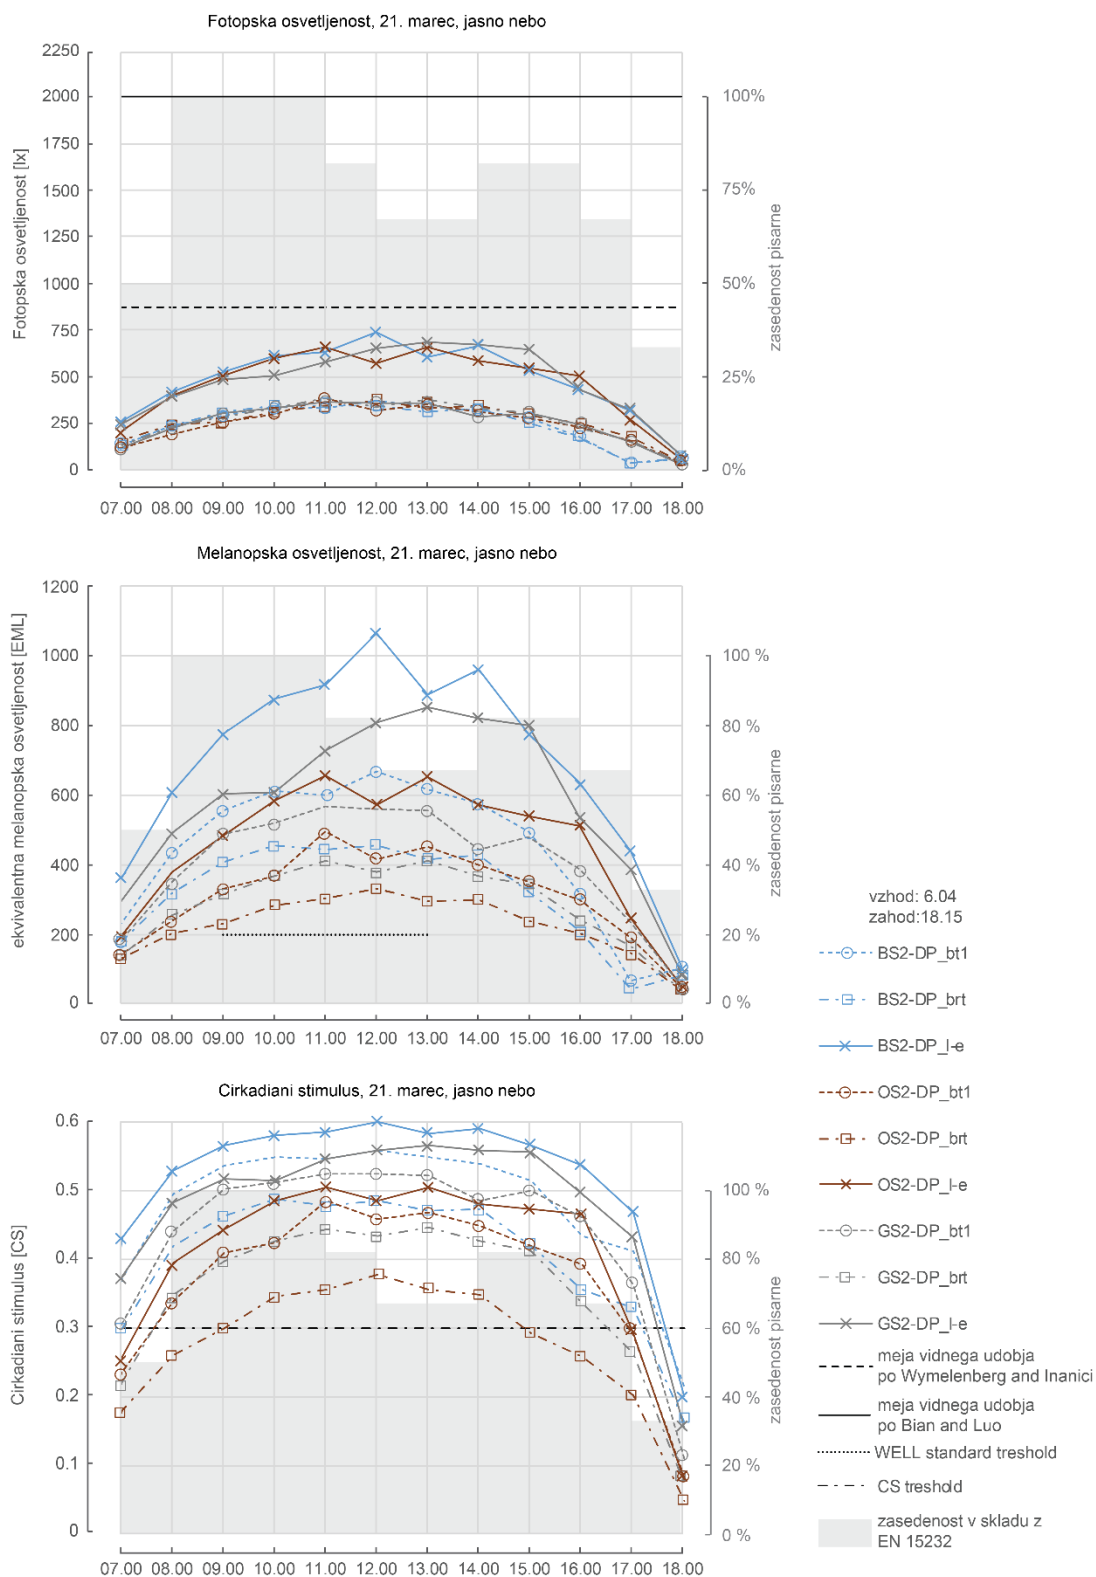 Fotopska osvetljenost, 21. marec, jasno nebo
Fotopska osvetljenost [lx]
2250
2000
1750
1500
1250
1000
750
500
250
0
100%
75%
50%
25%
0%
zasedenost pisarne
07.00 08.00 09.00 10.00 11.00 12.00 13.00 14.00 15.00 16.00 17.00 18.00
Melanopska osvetljenost, 21. marec, jasno nebo
ekvivalentna melanopska osvetljenost [EML]
1200
1000
800
600
400
200
0
100 %
80 %
60 %
40 %
20 %
0 %
zasedenost pisarne
07.00 08.00 09.00 10.00 11.00 12.00 13.00 14.00 15.00 16.00 17.00 18.00
Cirkadiani stimulus, 21. marec, jasno nebo
Cirkadiani stimulus [CS]
0.6
0.5
0.4
0.3
0.2
0.1
0
100 %
80 %
60 %
40 %
20 %
0 %
zasedenost pisarne
07.00 08.00 09.00 10.00 11.00 12.00 13.00 14.00 15.00 16.00 17.00 18.00
vzhod: 6.04
zahod:18.15
BS2-DP_bt1
BS2-DP_brt
BS2-DP_l-e
OS2-DP_bt1
OS2-DP_brt
OS2-DP_l-e
GS2-DP_bt1
GS2-DP_brt
GS2-DP_l-e
meja vidnega udobja
po Wymelenberg and Inanici
meja vidnega udobja
po Bian and Luo
WELL standard treshold
CS treshold
zasedenost v skladu z
EN 15232